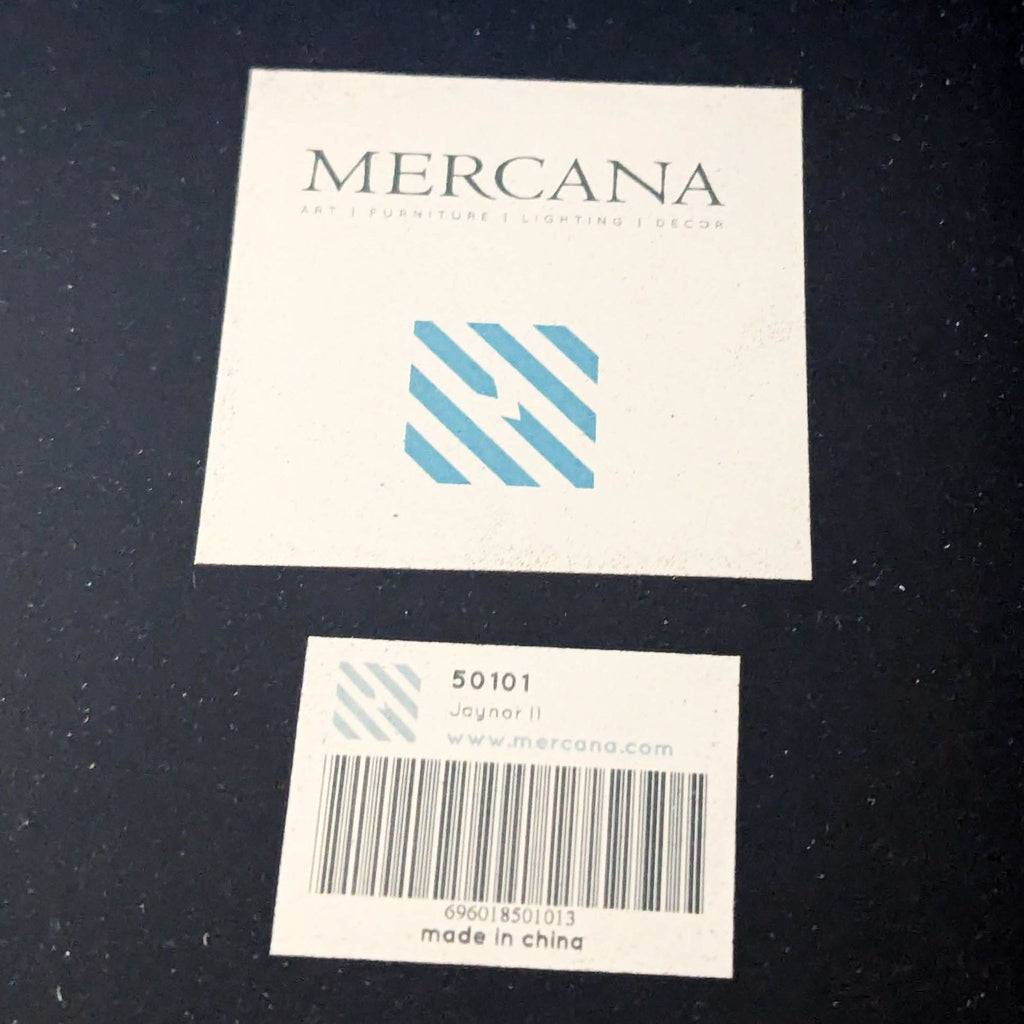 MERCANA
ART | FURNITURE | LIGHTING | DECOR
50101
Jaynor II
www.mercana.com
696018501013
made in china